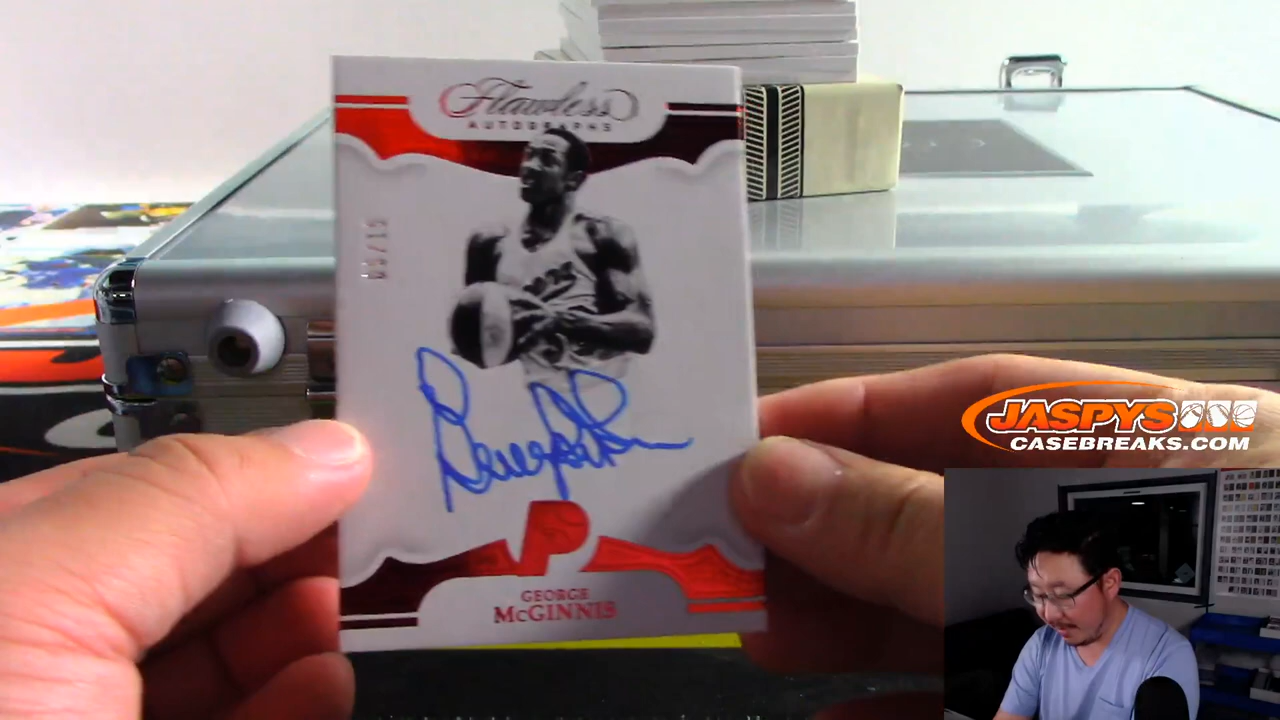 Flawless
AUTOGRAPHS
GEORGE
McGINNIS
JASPYS
CASEBREAKS.COM